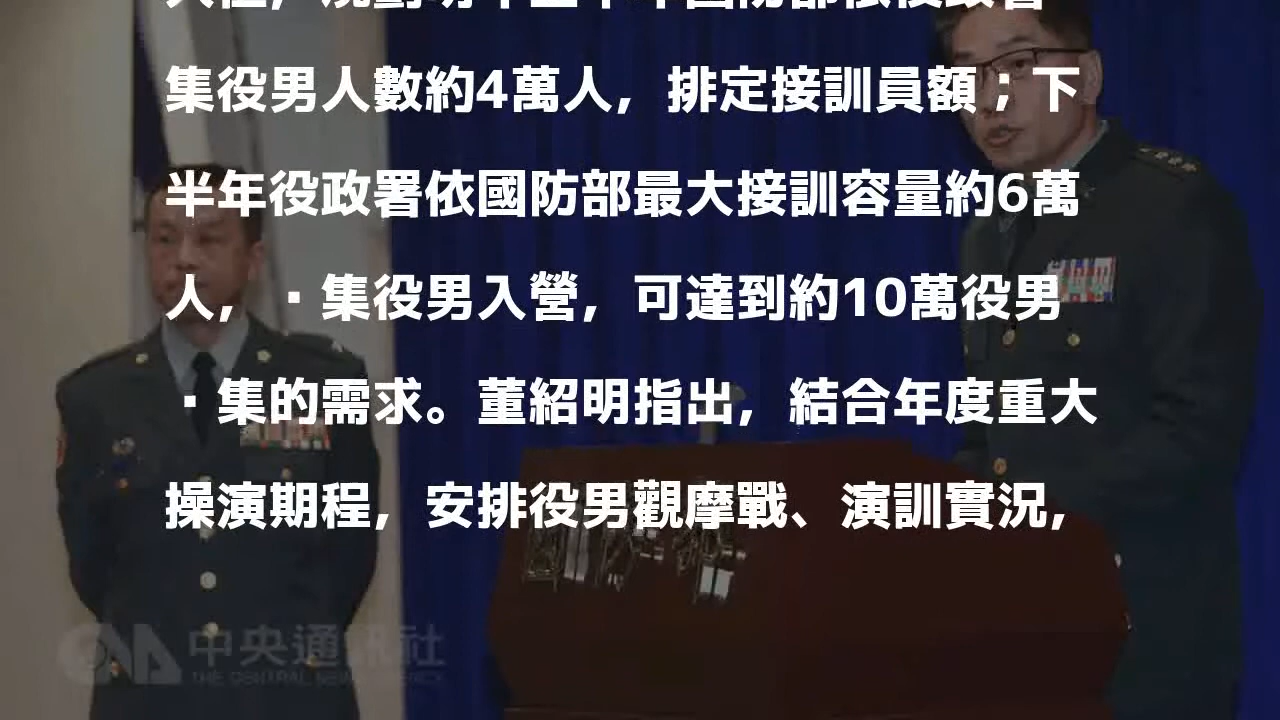 集役男人數約4萬人，排定接訓員額；下
半年役政署依國防部最大接訓容量約6萬
人，▪集役男入營，可達到約10萬役男
▪集的需求。董紹明指出，結合年度重大
操演期程，安排役男觀摩戰、演訓實況，
中央通訊社
THE CENTRAL NEWS AGENCY